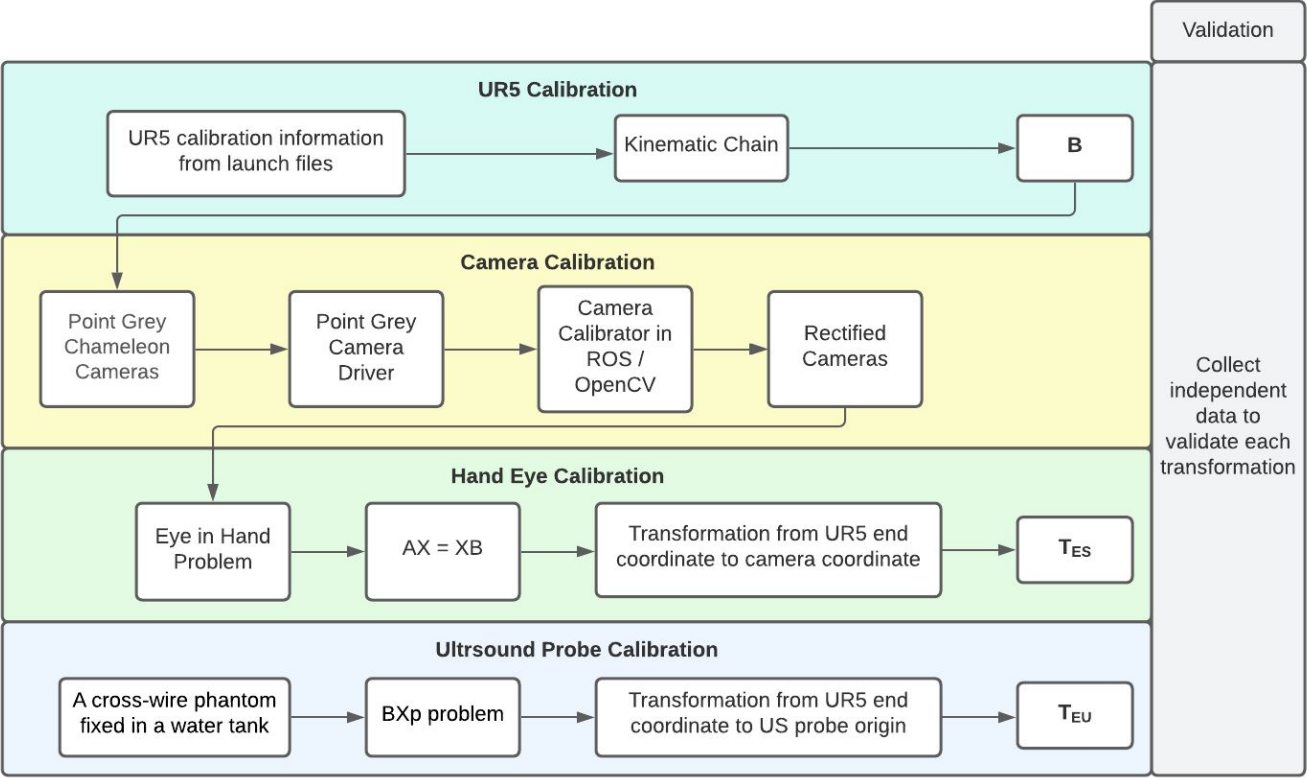 Validation
UR5 Calibration
UR5 calibration information
from launch files
Kinematic Chain
B
Camera Calibration
Point Grey
Chameleon
Cameras
Point Grey
Camera
Driver
Camera
Calibrator in
ROS /
OpenCV
Rectified
Cameras
Collect
independent
data to
validate each
transformation
Hand Eye Calibration
Eye in Hand
Problem
AX = XB
Transformation from UR5 end
coordinate to camera coordinate
TES
Ultrsound Probe Calibration
A cross-wire phantom
fixed in a water tank
BXp problem
Transformation from UR5 end
coordinate to US probe origin
TEU